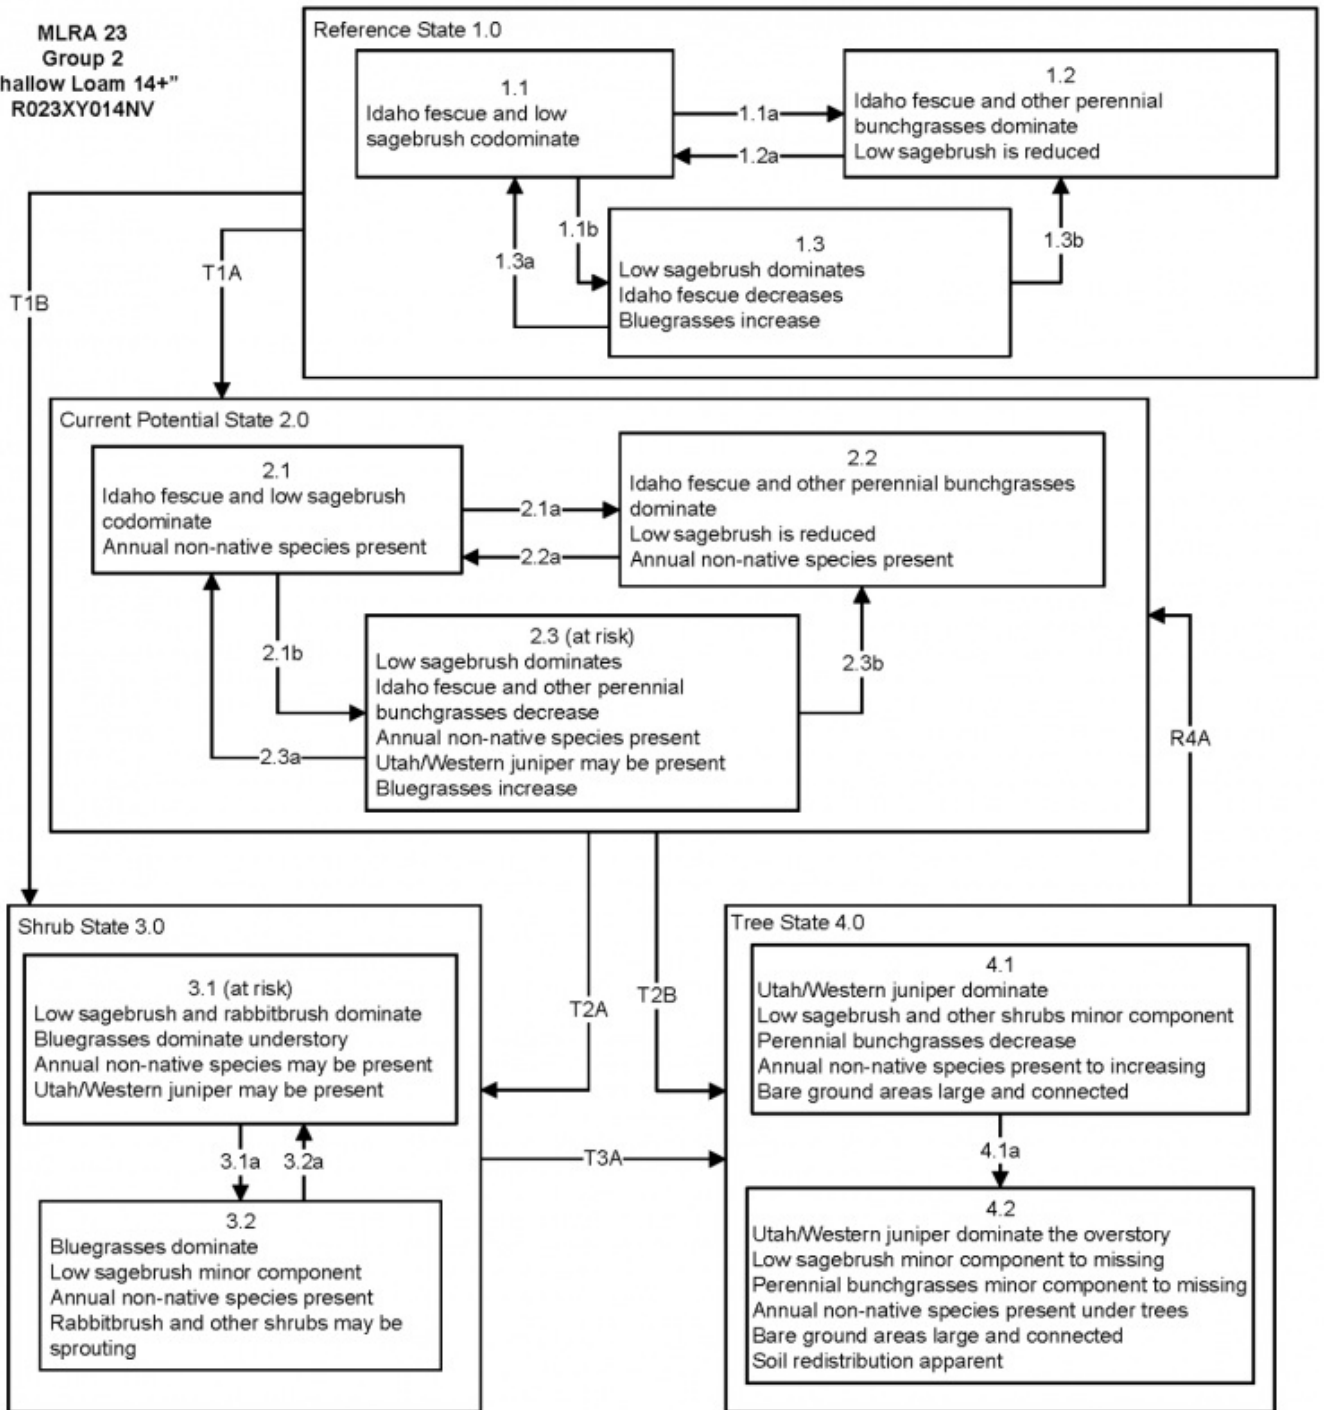 MLRA 23
Group 2
hallow Loam 14+"
R023XY014NV
Reference State 1.0
1.1
Idaho fescue and low
sagebrush codominate
1.1a
1.2a
1.2
Idaho fescue and other perennial
bunchgrasses dominate
Low sagebrush is reduced
1.1b
1.3a
1.3
Low sagebrush dominates
Idaho fescue decreases
Bluegrasses increase
1.3b
T1B
T1A
Current Potential State 2.0
2.1
Idaho fescue and low sagebrush
codominate
Annual non-native species present
2.1a
2.2a
2.2
Idaho fescue and other perennial bunchgrasses
dominate
Low sagebrush is reduced
Annual non-native species present
2.1b
2.3a
2.3 (at risk)
Low sagebrush dominates
Idaho fescue and other perennial
bunchgrasses decrease
Annual non-native species present
Utah/Western juniper may be present
Bluegrasses increase
2.3b
R4A
T2A
T2B
Shrub State 3.0
3.1 (at risk)
Low sagebrush and rabbitbrush dominate
Bluegrasses dominate understory
Annual non-native species may be present
Utah/Western juniper may be present
3.1a
3.2a
3.2
Bluegrasses dominate
Low sagebrush minor component
Annual non-native species present
Rabbitbrush and other shrubs may be
sprouting
T3A
Tree State 4.0
4.1
Utah/Western juniper dominate
Low sagebrush and other shrubs minor component
Perennial bunchgrasses decrease
Annual non-native species present to increasing
Bare ground areas large and connected
4.1a
4.2
Utah/Western juniper dominate the overstory
Low sagebrush minor component to missing
Perennial bunchgrasses minor component to missing
Annual non-native species present under trees
Bare ground areas large and connected
Soil redistribution apparent